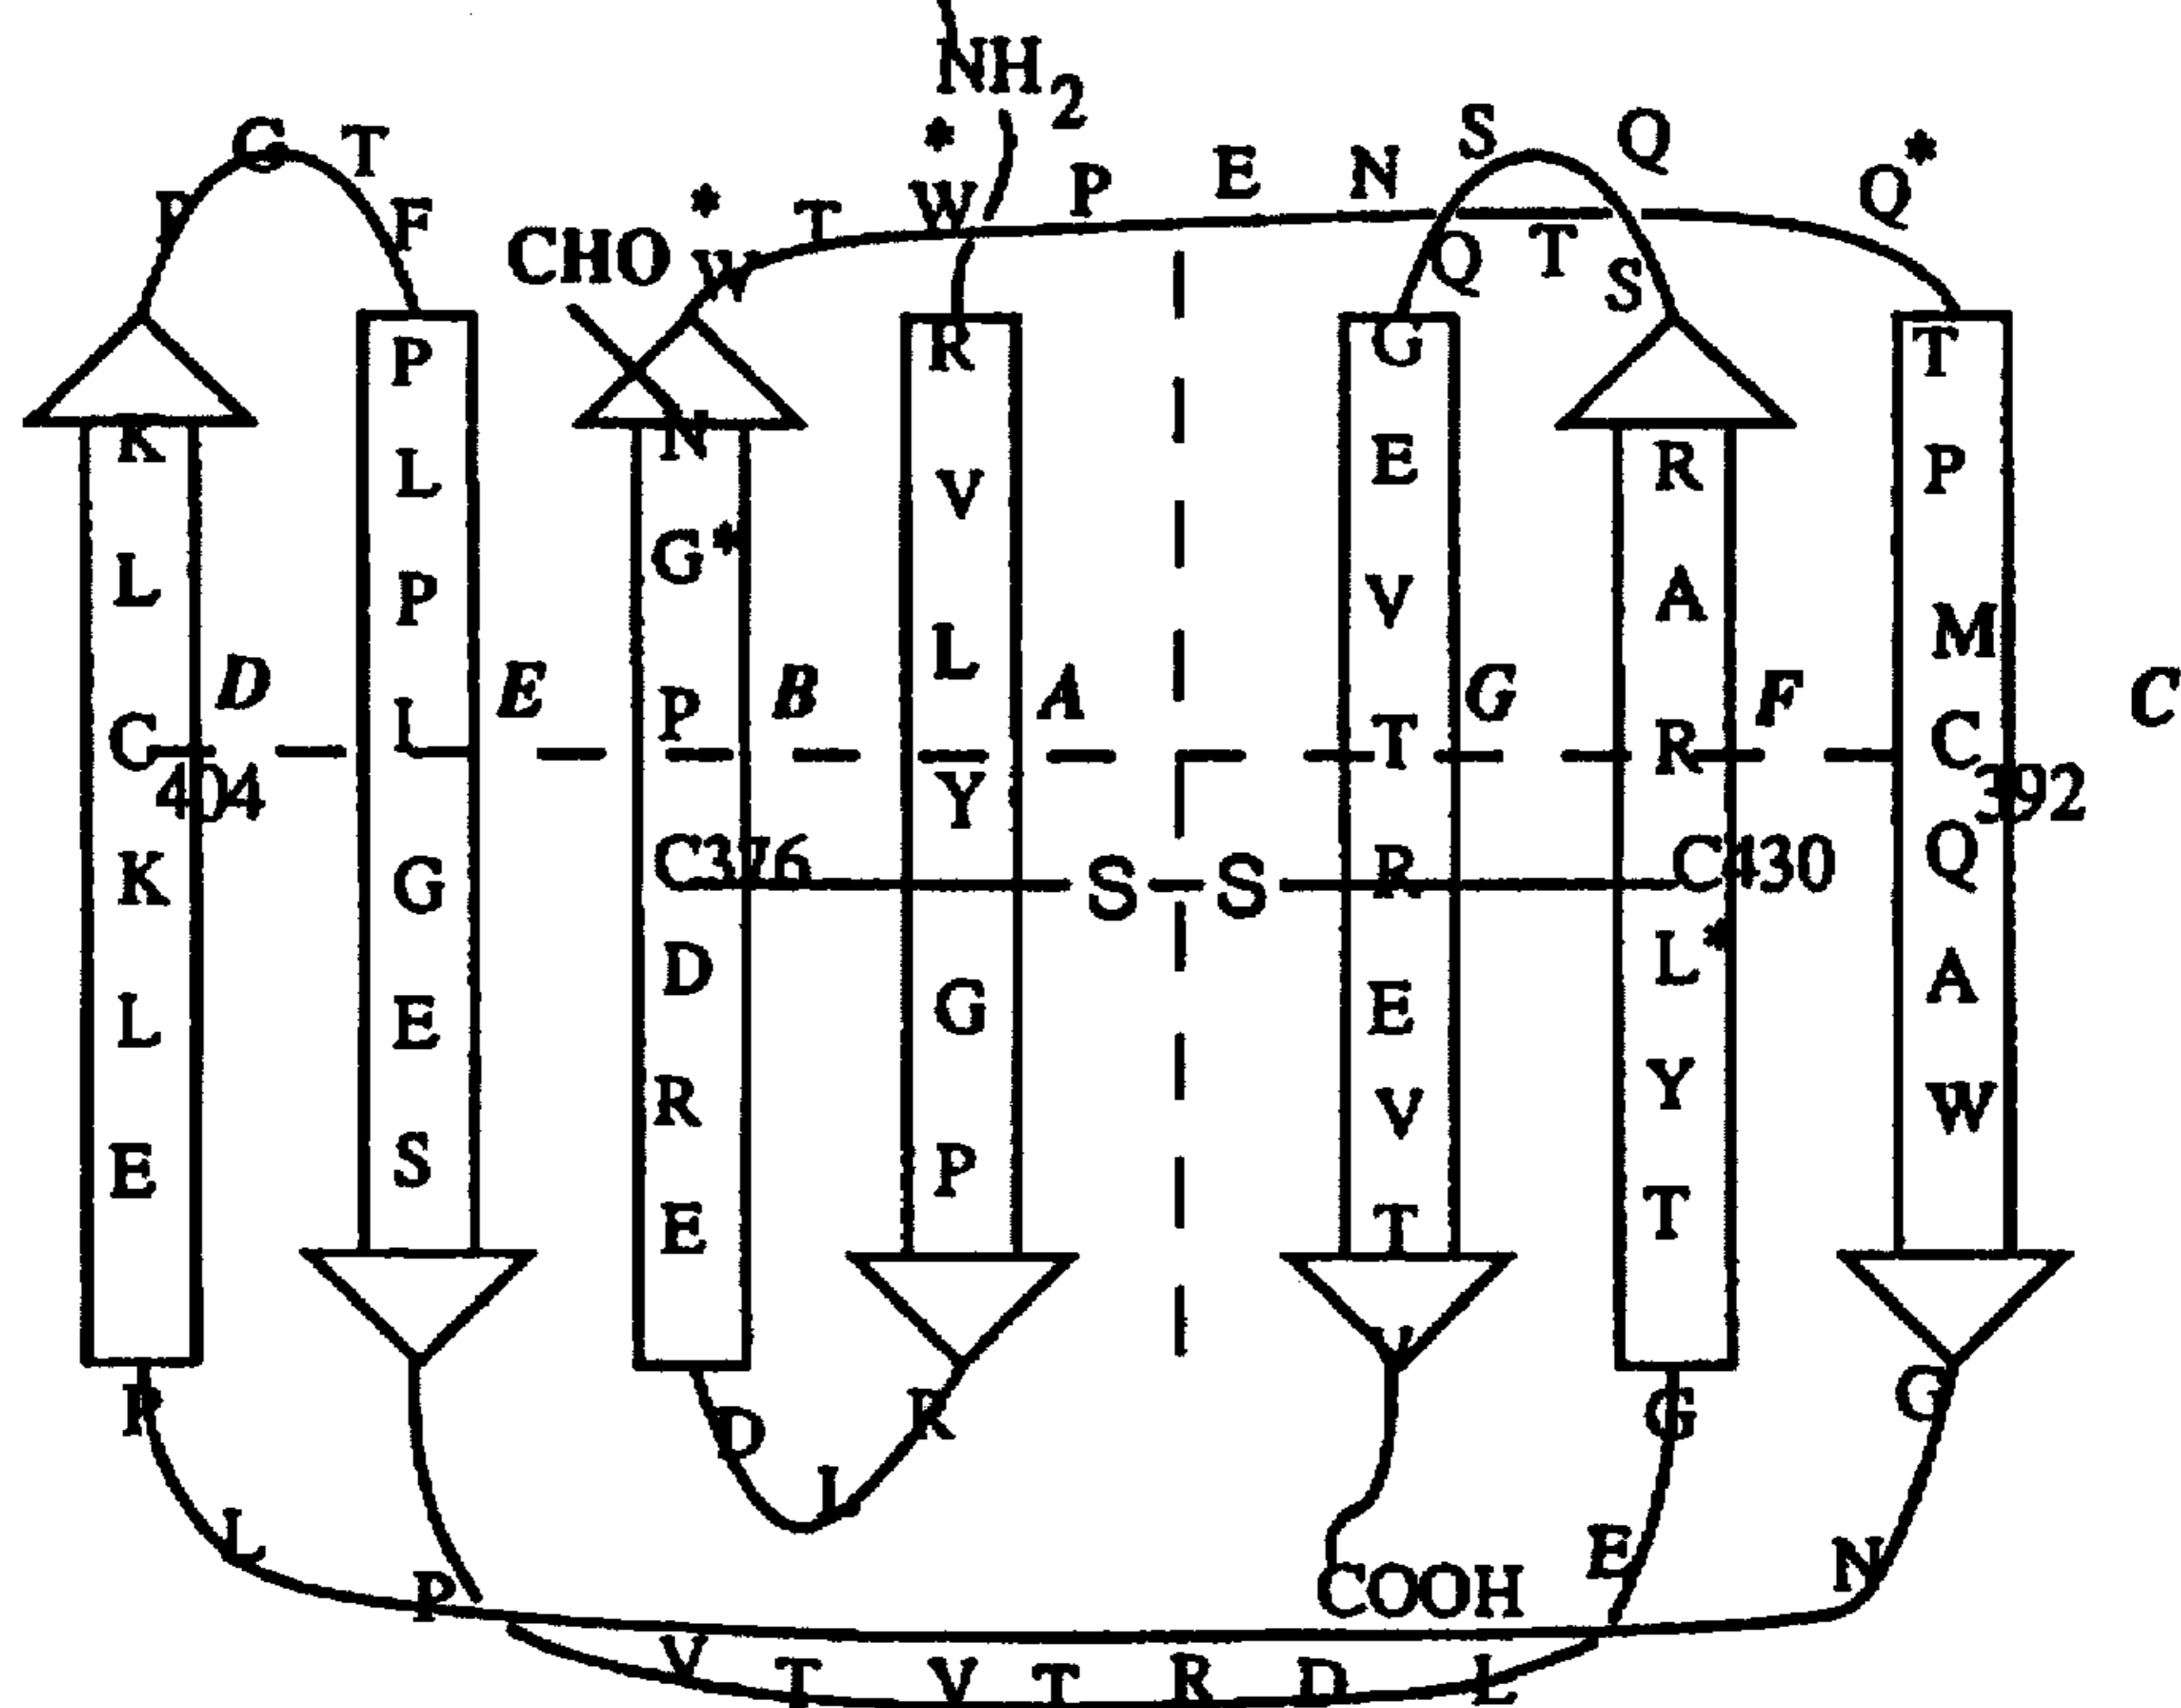 NH2
G T
P F
CHO * W I * W P E N S Q Q *
Q T S
K L C 404 K L E
P L P L G E S
N G * P C376 D R E
R V L Y G P
G E V T R E V T V
R A R C430 L * Y T
T P M C 392 Q A W
D E B A G F C
S S
R L P
D L K
COOH
G E
G N
V T V T R D L